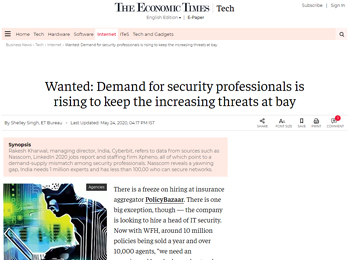 THE ECONOMIC TIMES | Tech
Subscribe | Sign In
English Edition | E-Paper
Home Tech Hardware Software Internet ITeS Tech and Gadgets
Business News › Tech › Internet › Wanted: Demand for security professionals is rising to keep the increasing threats at bay
Wanted: Demand for security professionals is
rising to keep the increasing threats at bay
By Shelley Singh, ET Bureau • Last Updated: May 24, 2020, 04:17 PM IST
SHARE FONT SIZE SAVE PRINT COMMENT
Synopsis
Rakesh Kharwal, managing director, India, Cyberbit, refers to data from sources such as
Nasscom, LinkedIn 2020 jobs report and staffing firm Xpheno, all of which point to a
demand-supply mismatch among security professionals. Nasscom reveals a yawning
gap, India needs 1 million experts and has less than 100,00 who can secure networks.
Agencies
There is a freeze on hiring at insurance
aggregator PolicyBazaar. There is one
big exception, though — the company
is looking to hire a head of IT security.
Now with WFH, around 10 million
policies being sold a year and over
10,000 agents, "we need an